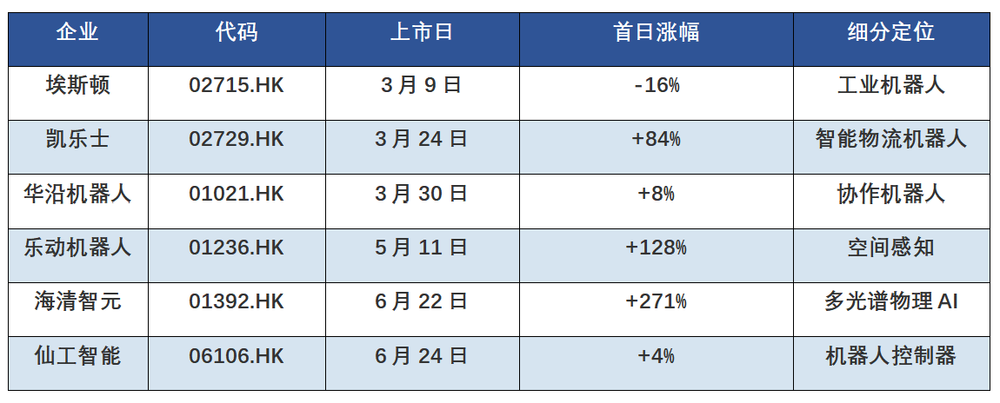 企业 代码 上市日 首日涨幅 细分定位
埃斯顿 02715.HK 3 月 9 日 -16% 工业机器人
凯乐士 02729.HK 3 月 24 日 +84% 智能物流机器人
华沿机器人 01021.HK 3 月 30 日 +8% 协作机器人
乐动机器人 01236.HK 5 月 11 日 +128% 空间感知
海清智元 01392.HK 6 月 22 日 +271% 多光谱物理 AI
仙工智能 06106.HK 6 月 24 日 +4% 机器人控制器